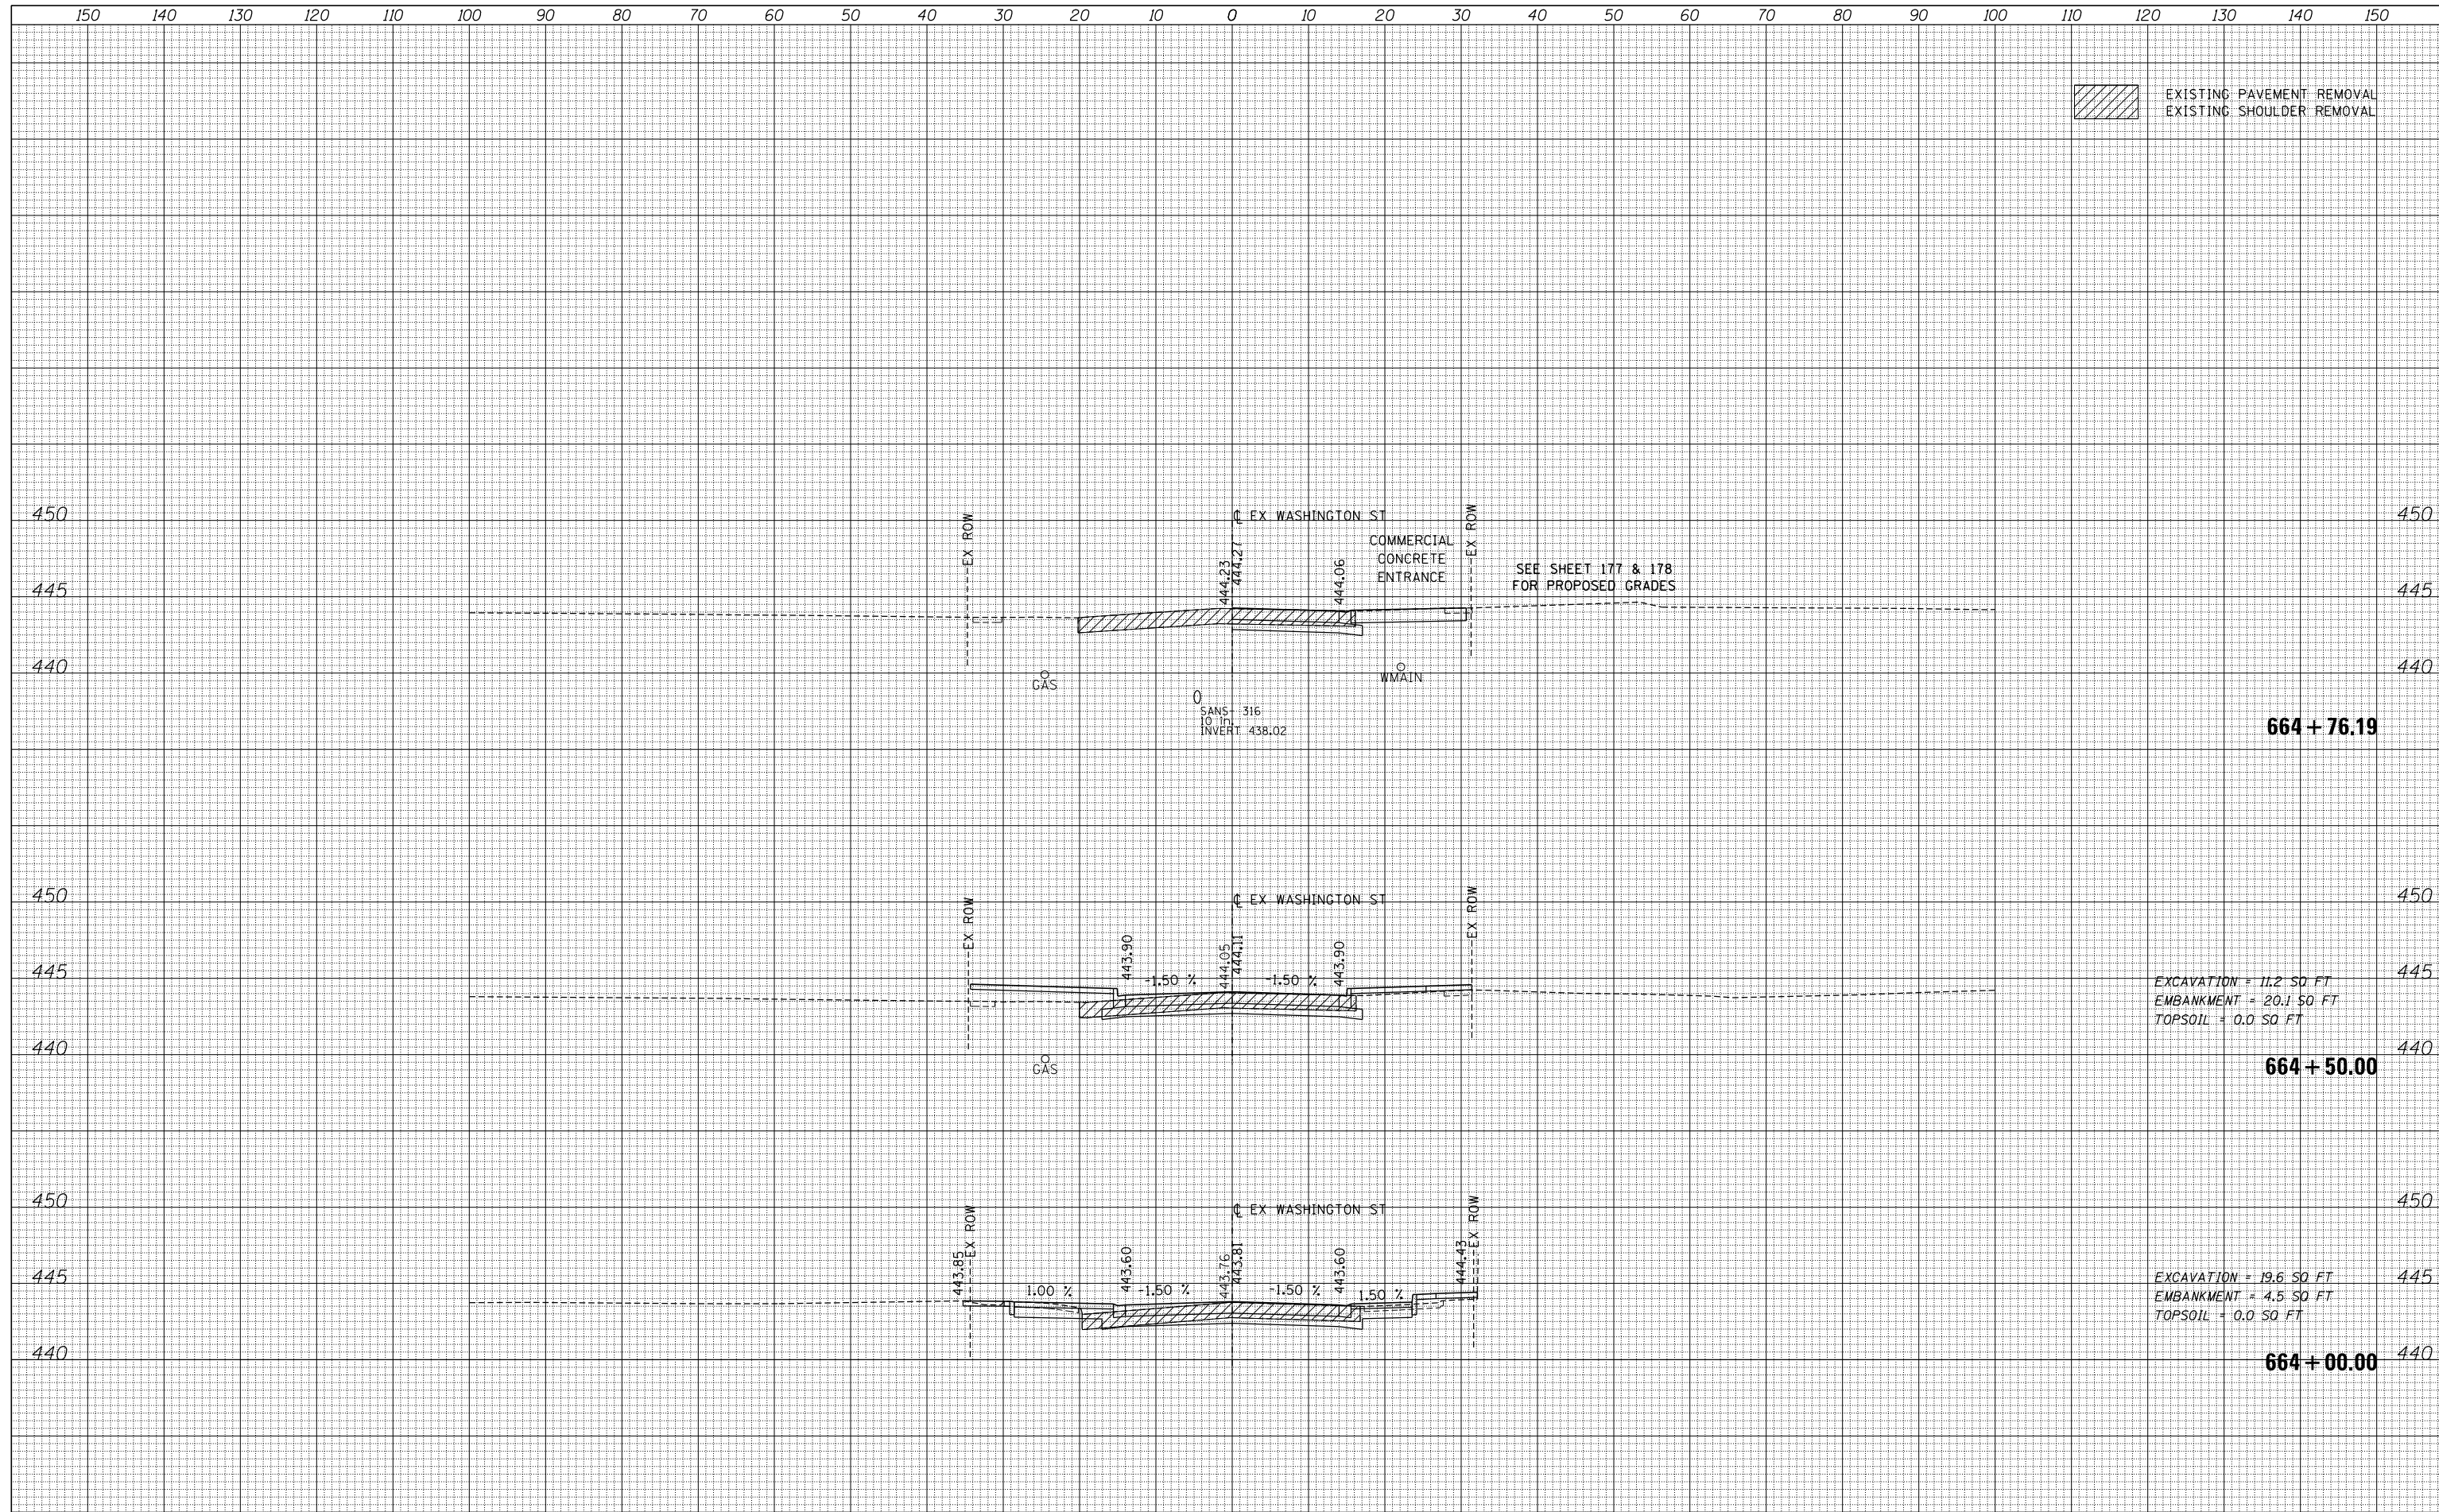 150 140 130 120 110 100 90 80 70 60 50 40 30 20 10 0 10 20 30 40 50 60 70 80 90 100 110 120 130 140 150
EXISTING PAVEMENT REMOVAL
EXISTING SHOULDER REMOVAL
450
℄ EX WASHINGTON ST
450
EX ROW
444.23
444.27
444.06
COMMERCIAL
CONCRETE
ENTRANCE
EX ROW
SEE SHEET 177 & 178
FOR PROPOSED GRADES
445
445
440
GAS
WMAIN
440
SANS- 316
10 in.
INVERT 438.02
664+76.19
450
℄ EX WASHINGTON ST
450
EX ROW
443.90
-1.50 %
444.05
444.11
-1.50 %
443.90
EX ROW
445
445
EXCAVATION = 11.2 SQ FT
EMBANKMENT = 20.1 SQ FT
TOPSOIL = 0.0 SQ FT
440
GAS
440
664+50.00
450
℄ EX WASHINGTON ST
450
443.85
EX ROW
1.00 %
443.60
-1.50 %
443.76
443.81
-1.50 %
443.60
1.50 %
444.43
EX ROW
445
445
EXCAVATION = 19.6 SQ FT
EMBANKMENT = 4.5 SQ FT
TOPSOIL = 0.0 SQ FT
440
440
664+00.00